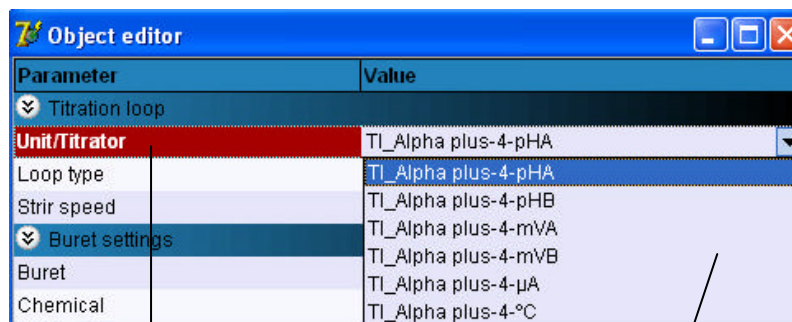 Object editor
Parameter Value
Titration loop
Unit/Titrator TI_Alpha plus-4-pHA
Loop type TI_Alpha plus-4-pHA
Strir speed TI_Alpha plus-4-pHB
TI_Alpha plus-4-mVA
Buret settings TI_Alpha plus-4-mVB
Buret TI_Alpha plus-4-µA
Chemical TI_Alpha plus-4-°C